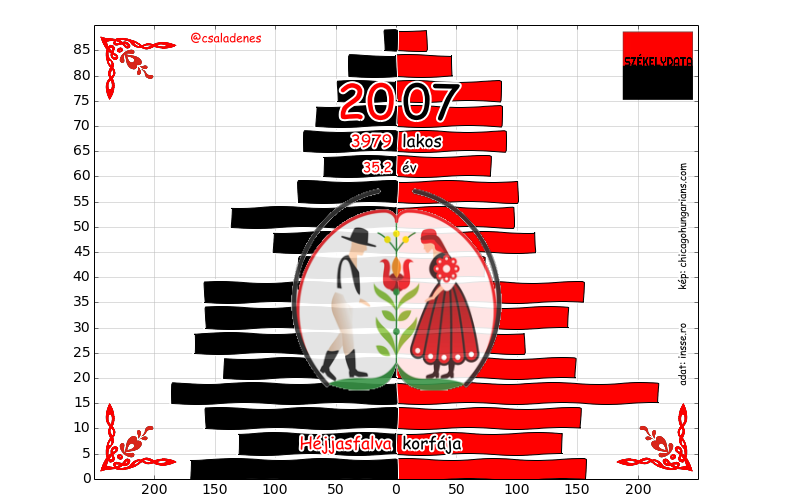 @csaladenes
SZÉKELYDATA
2007
3979 lakos
35.2 év
kép: chicagohungarians.com
adat: insse.ro
Héjjasfalva korfája
85
80
75
70
65
60
55
50
45
40
35
30
25
20
15
10
5
0
200 150 100 50 0 50 100 150 200